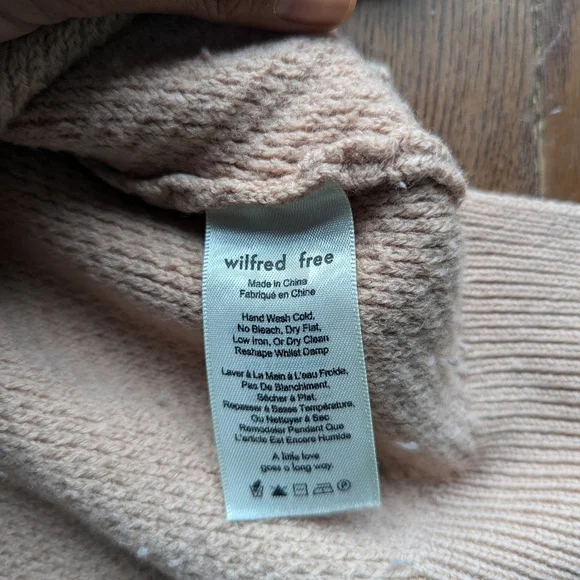 wilfred free
Made in China
Fabriqué en Chine
Hand Wash Cold,
No Bleach, Dry Flat,
Low Iron, Or Dry Clean
Reshape Whilst Damp
Laver À La Main À L'eau Froide,
Pas De Blanchiment,
Sécher à Plat,
Repasser à Basse Température,
Ou Nettoyer à Sec
Remodeler Pendant Que
L'article Est Encore Humide
A little love
goes a long way.